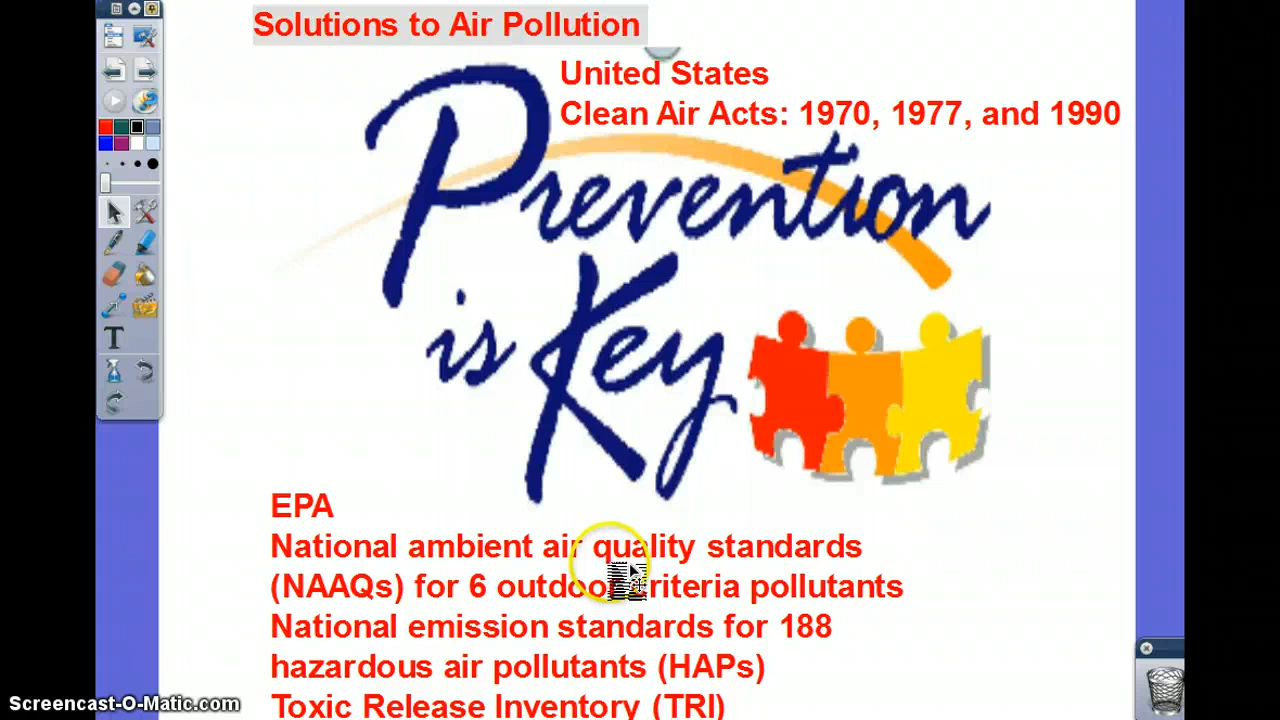 Solutions to Air Pollution
United States
Clean Air Acts: 1970, 1977, and 1990
Prevention
is Key
EPA
National ambient air quality standards
(NAAQs) for 6 outdoor criteria pollutants
National emission standards for 188
hazardous air pollutants (HAPs)
Toxic Release Inventory (TRI)
T
Screencast-O-Matic.com